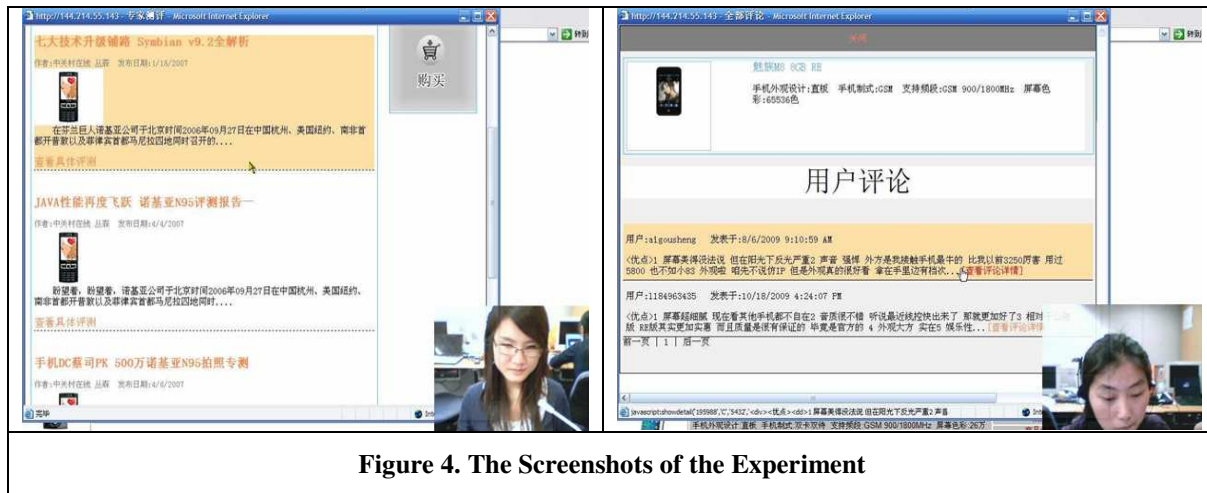 http://144.214.55.143 - 专家测评 - Microsoft Internet Explorer
转到
七大技术升级铺路 Symbian v9.2全解析
作者:中关村在线 丛森 发布日期:1/16/2007
在芬兰巨人诺基亚公司于北京时间2006年09月27日在中国杭州、美国纽约、南非首
都开普敦以及菲律宾首都马尼拉四地同时召开的....
查看具体评测
购买
JAVA性能再度飞跃 诺基亚N95评测报告一
作者:中关村在线 丛森 发布日期:4/4/2007
盼望着，盼望着，诺基亚公司于北京时间2006年09月27日在中国杭州、美国纽约、
南非首都开普敦以及菲律宾首都马尼拉四地同时....
查看具体评测
手机DC蔡司PK 500万诺基亚N95拍照专测
作者:中关村在线 丛森 发布日期:4/6/2007
完毕
Inte
http://144.214.55.143 - 全部评论 - Microsoft Internet Explorer
转到
关闭
魅族M8 8GB RE
手机外观设计:直板 手机制式:GSM 支持频段:GSM 900/1800MHz 屏幕色
彩:65536色
用户评论
用户:aigousheng 发表于:8/6/2009 9:10:59 AM
<优点>1 屏幕美得没法说 但在阳光下反光严重2 声音 强悍 外方是我接触手机最牛的 比我以前3250厉害 用过
5800 也不如小83 外观啦 咱先不说仿IP 但是外观真的很好看 拿在手里边有档次...[查看评论详情]
用户:1184963435 发表于:10/18/2009 4:24:07 PM
<优点>1 屏幕超细腻 现在看其他手机都不自在2 音质很不错 听说最近线控快出来了 那就更加好了3 相对
版 RE版其实更加实惠 而且质量是很有保证的 毕竟是官方的 4 外观大方 实在5 娱乐性...[查看评论详情
前一页 | 1 | 后一页
javascript:showdetail('195988','C','5432','<div><优点><dd>1 屏幕美得没法说 但在阳光下反光严重2 声音
Int
手机外观设计:直板 手机制式:双卡双待 支持频段:GSM 900/1800MHz 屏幕色彩:26万
Figure 4. The Screenshots of the Experiment